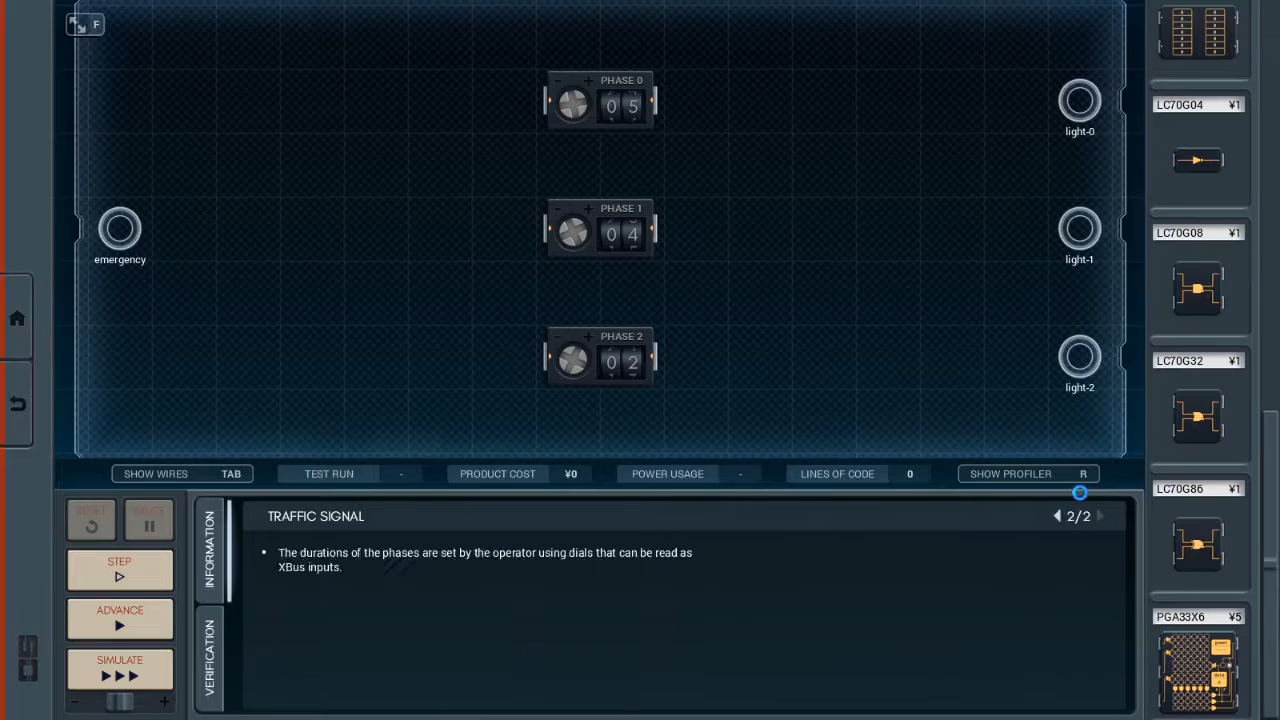 F
PHASE 0
- +
0 5
light-0
LC70G04 ¥1
PHASE 1
- +
0 4
emergency
light-1
LC70G08 ¥1
PHASE 2
- +
0 2
light-2
LC70G32 ¥1
SHOW WIRES TAB
TEST RUN -
PRODUCT COST ¥0
POWER USAGE -
LINES OF CODE 0
SHOW PROFILER R
LC70G86 ¥1
RESET
PAUSE
STEP
ADVANCE
SIMULATE
- +
INFORMATION
VERIFICATION
TRAFFIC SIGNAL
2/2
The durations of the phases are set by the operator using dials that can be read as
XBus inputs.
PGA33X6 ¥5